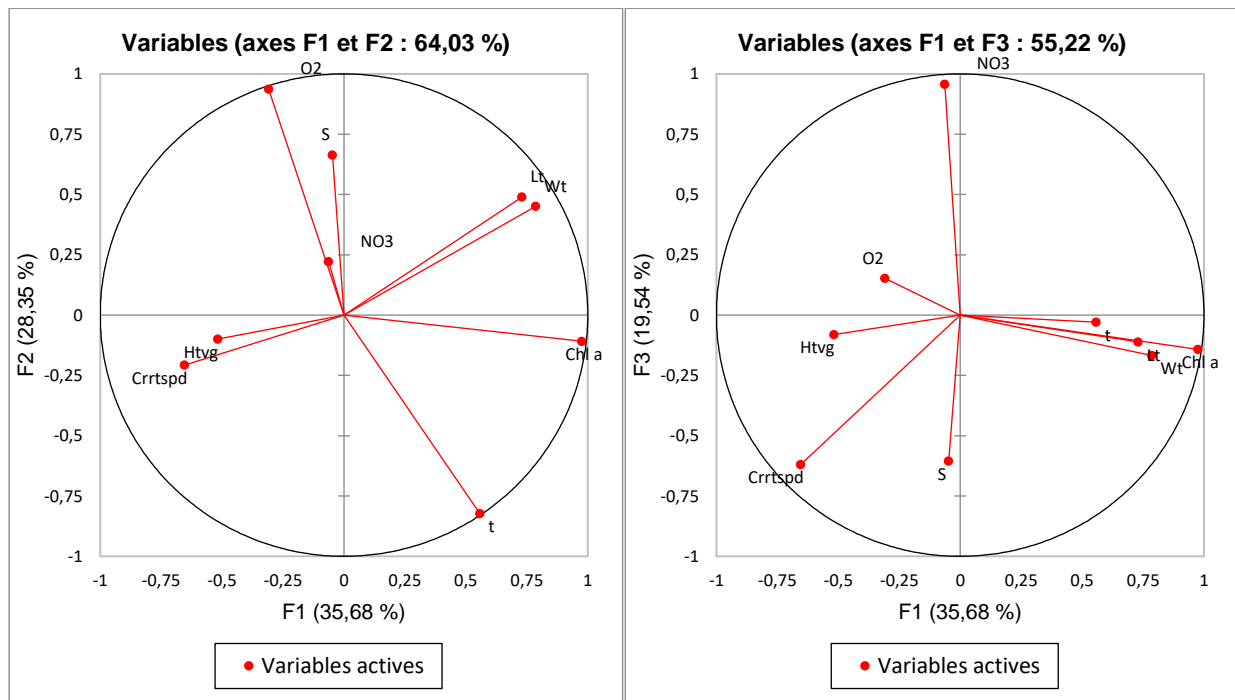 Variables (axes F1 et F2 : 64,03 %)
O2
S
Lt
Wt
NO3
Htvg
Crrtspd
Chl a
t
1
0,75
0,5
0,25
0
-0,25
-0,5
-0,75
-1
-1 -0,75 -0,5 -0,25 0 0,25 0,5 0,75 1
F2 (28,35 %)
F1 (35,68 %)
Variables actives
Variables (axes F1 et F3 : 55,22 %)
NO3
O2
Htvg
t
Lt
Wt
Chl a
Crrtspd
S
1
0,75
0,5
0,25
0
-0,25
-0,5
-0,75
-1
-1 -0,75 -0,5 -0,25 0 0,25 0,5 0,75 1
F3 (19,54 %)
F1 (35,68 %)
Variables actives